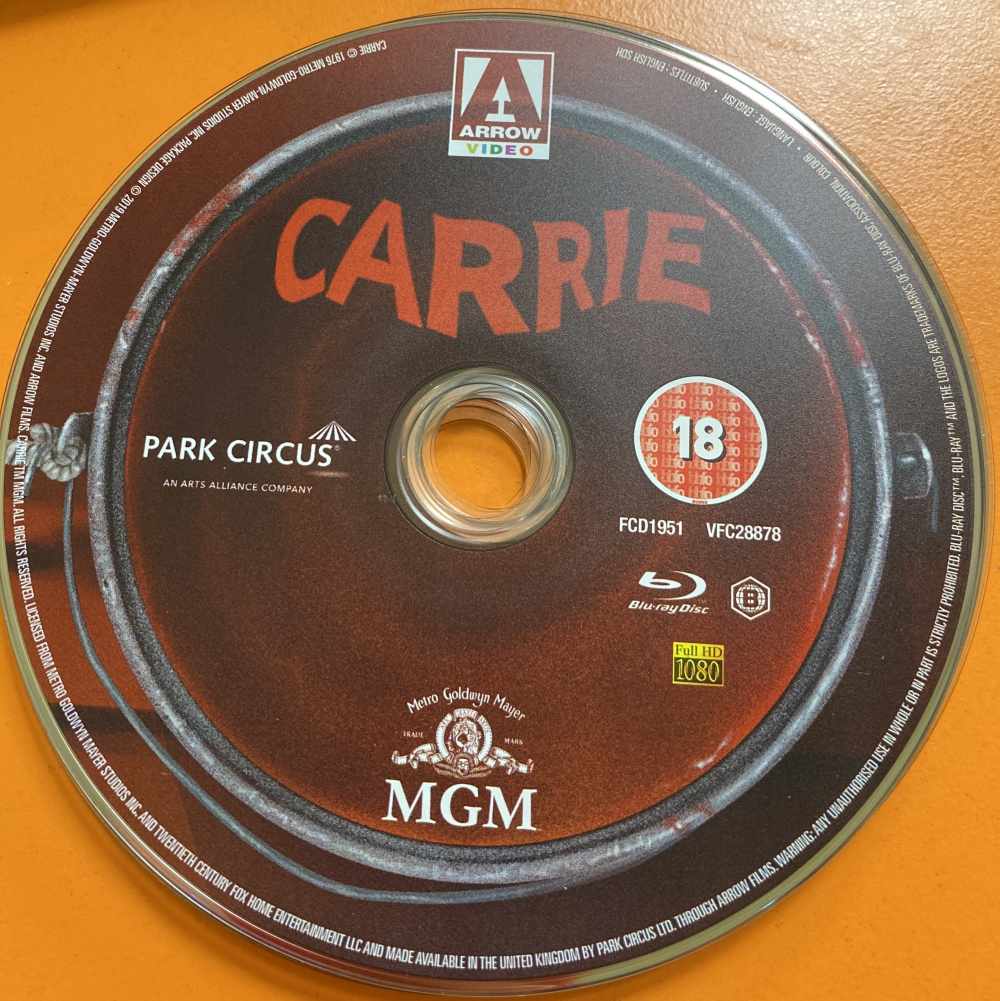 ARROW
VIDEO
CARRIE
PARK CIRCUS®
AN ARTS ALLIANCE COMPANY
18
FCD1951 VFC28878
Blu-ray Disc
B
Full HD
1080
Metro Goldwyn Mayer
TRADE MARK
MGM
CARRIE © 1976 METRO-GOLDWYN-MAYER STUDIOS INC. PACKAGE DESIGN © 2019 METRO-GOLDWYN-MAYER STUDIOS INC. AND ARROW FILMS. CARRIE™ MGM. ALL RIGHTS RESERVED. LICENSED FROM METRO GOLDWYN MAYER STUDIOS INC. AND TWENTIETH CENTURY FOX HOME ENTERTAINMENT LLC AND MADE AVAILABLE IN THE UNITED KINGDOM BY PARK CIRCUS LTD. THROUGH ARROW FILMS. WARNING: ANY UNAUTHORISED USE IN WHOLE OR IN PART IS STRICTLY PROHIBITED. BLU-RAY DISC™, BLU-RAY™ AND THE LOGOS ARE TRADEMARKS OF BLU-RAY DISC ASSOCIATION. COLOUR • LANGUAGE: ENGLISH • SUBTITLES: ENGLISH SDH